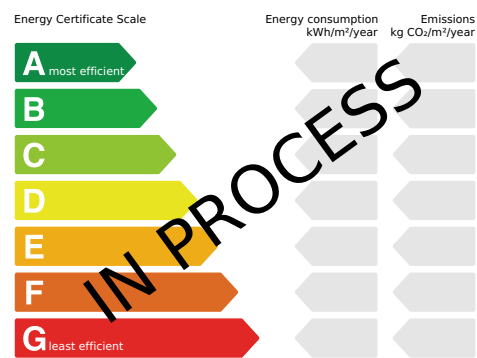 Energy Certificate Scale
Energy consumption
kWh/m²/year
Emissions
kg CO₂/m²/year
A most efficient
B
C
D
E
F
G least efficient
IN PROCESS